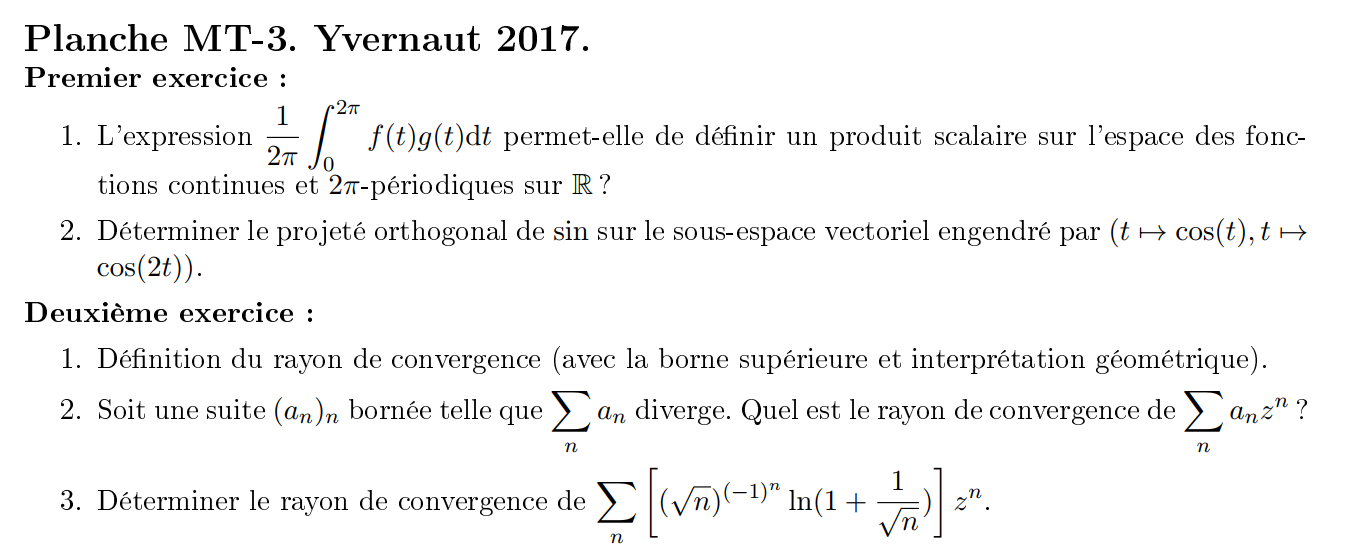 Planche MT-3. Yvernaut 2017.
Premier exercice :
1. L'expression $\frac{1}{2\pi} \int_0^{2\pi} f(t)g(t)\mathrm{d}t$ permet-elle de définir un produit scalaire sur l'espace des fonc-
tions continues et $2\pi$-périodiques sur $\mathbb{R}$ ?
2. Déterminer le projeté orthogonal de sin sur le sous-espace vectoriel engendré par $(t \mapsto \cos(t), t \mapsto$
$\cos(2t))$.
Deuxième exercice :
1. Définition du rayon de convergence (avec la borne supérieure et interprétation géométrique).
2. Soit une suite $(a_n)_n$ bornée telle que $\sum_n a_n$ diverge. Quel est le rayon de convergence de $\sum_n a_n z^n$ ?
3. Déterminer le rayon de convergence de $\sum_n \left[ (\sqrt{n})^{(-1)^n} \ln(1 + \frac{1}{\sqrt{n}}) \right] z^n$.